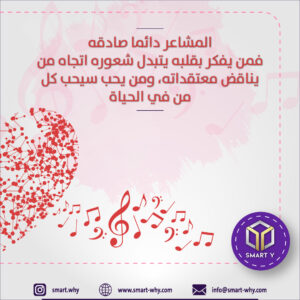 المشاعر دائما صادقه
فمن يفكر بقلبه يتبدل شعوره اتجاه من
يناقض معتقداته، ومن يحب سيحب كل
من في الحياة
SMART Y
smart.why
www.smart-why.com
info@smart-why.com